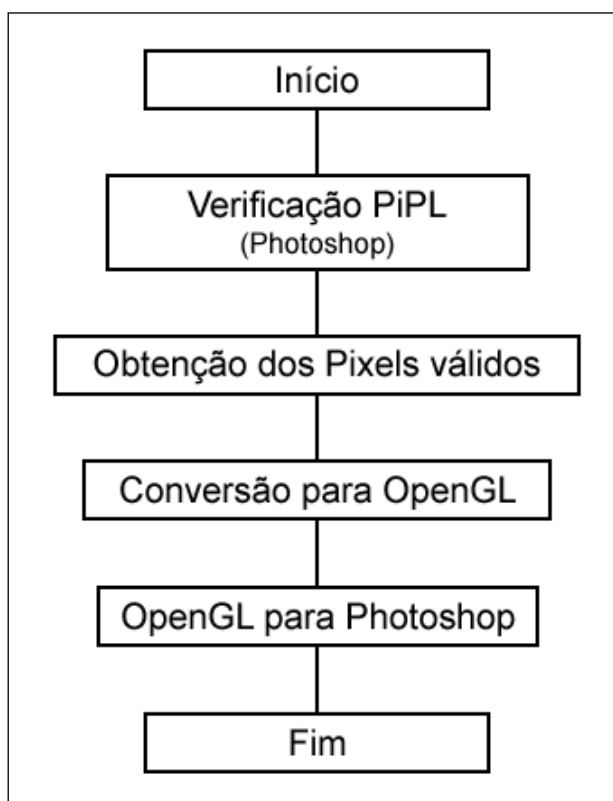 Início
Verificação PiPL
(Photoshop)
Obtenção dos Pixels válidos
Conversão para OpenGL
OpenGL para Photoshop
Fim